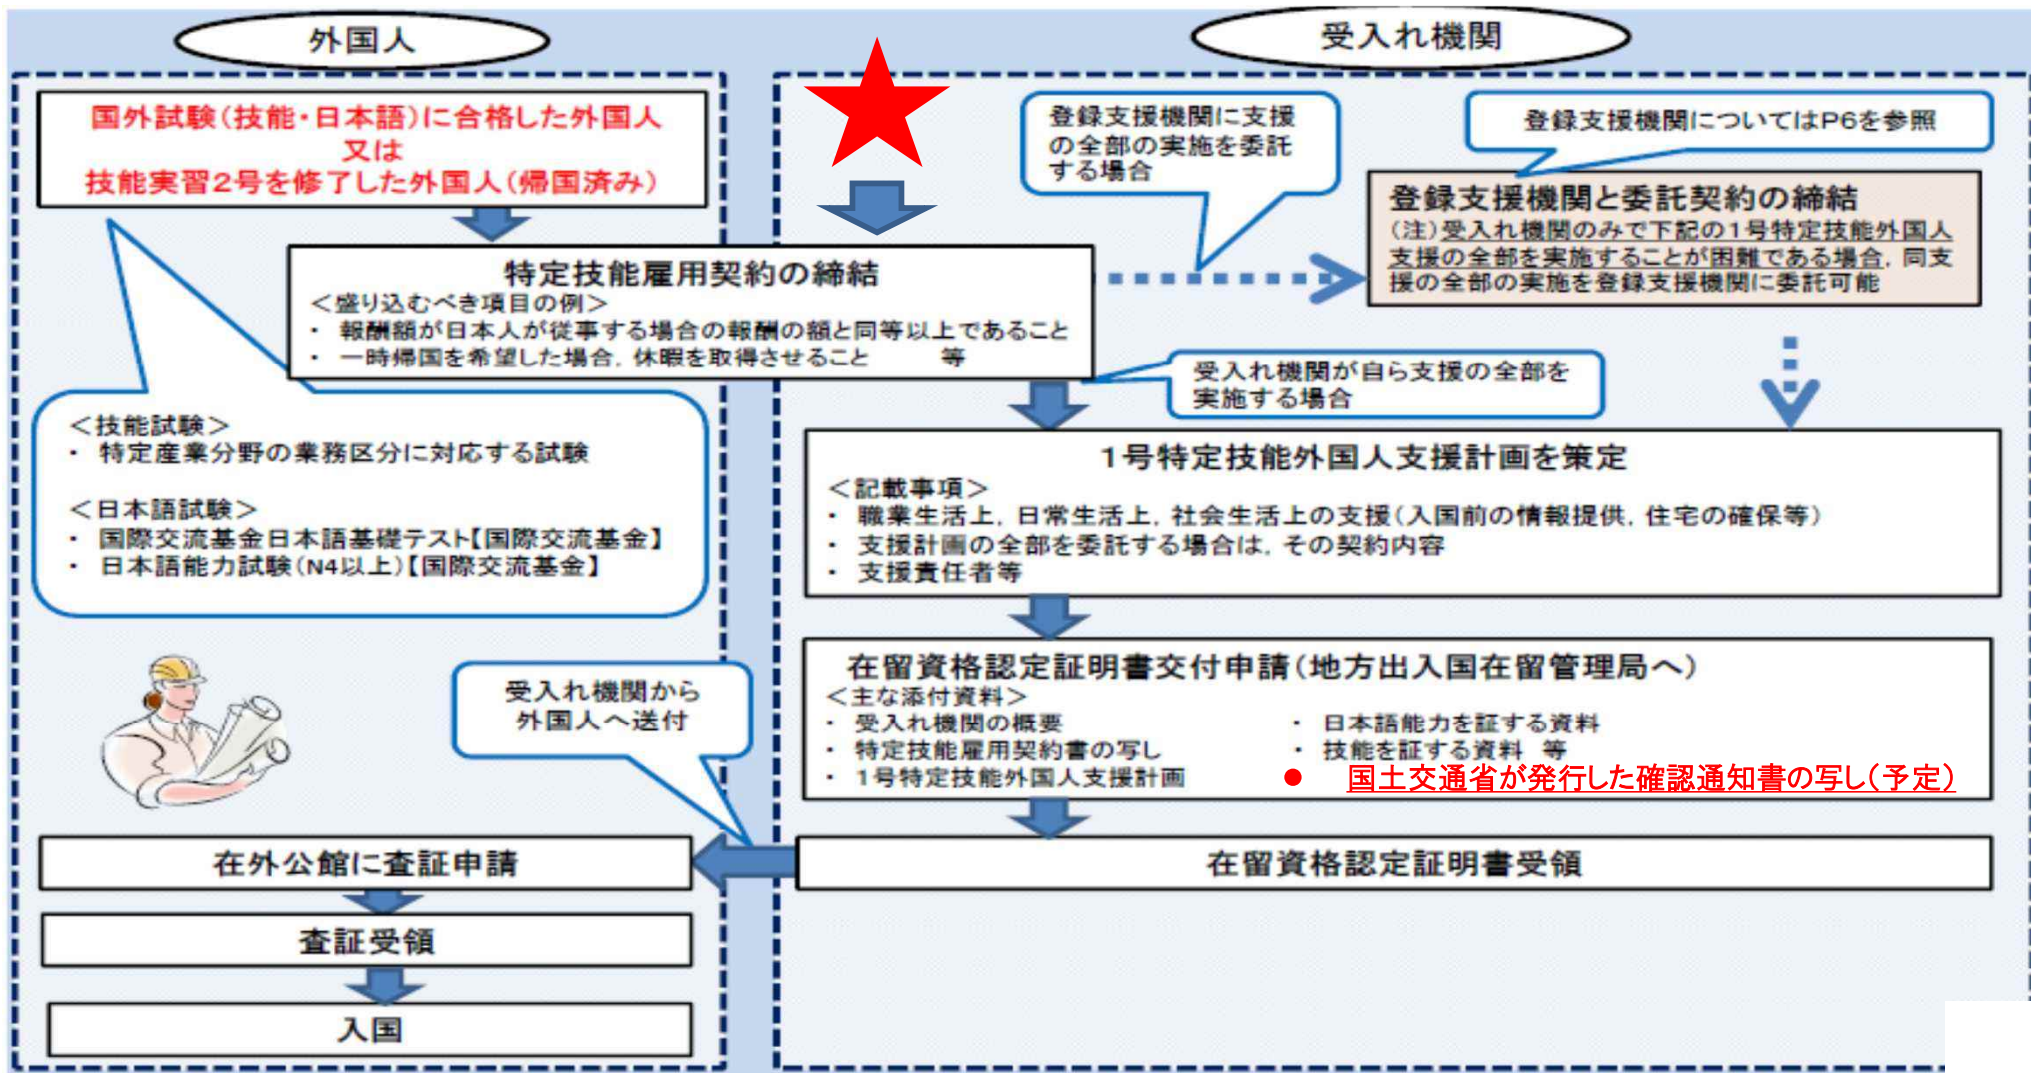 外国人
受入れ機関
国外試験(技能・日本語)に合格した外国人
又は
技能実習2号を修了した外国人(帰国済み)
登録支援機関に支援
の全部の実施を委託
する場合
登録支援機関についてはP6を参照
登録支援機関と委託契約の締結
(注)受入れ機関のみで下記の1号特定技能外国人
支援の全部を実施することが困難である場合,同支
援の全部の実施を登録支援機関に委託可能
特定技能雇用契約の締結
<盛り込むべき項目の例>
・ 報酬額が日本人が従事する場合の報酬の額と同等以上であること
・ 一時帰国を希望した場合,休暇を取得させること 等
受入れ機関が自ら支援の全部を
実施する場合
<技能試験>
・ 特定産業分野の業務区分に対応する試験
<日本語試験>
・ 国際交流基金日本語基礎テスト【国際交流基金】
・ 日本語能力試験(N4以上)【国際交流基金】
1号特定技能外国人支援計画を策定
<記載事項>
・ 職業生活上,日常生活上,社会生活上の支援(入国前の情報提供,住宅の確保等)
・ 支援計画の全部を委託する場合は,その契約内容
・ 支援責任者等
在留資格認定証明書交付申請(地方出入国在留管理局へ)
<主な添付資料>
・ 受入れ機関の概要
・ 特定技能雇用契約書の写し
・ 1号特定技能外国人支援計画
・ 日本語能力を証する資料
・ 技能を証する資料 等
● 国土交通省が発行した確認通知書の写し(予定)
受入れ機関から
外国人へ送付
在留資格認定証明書受領
在外公館に査証申請
査証受領
入国